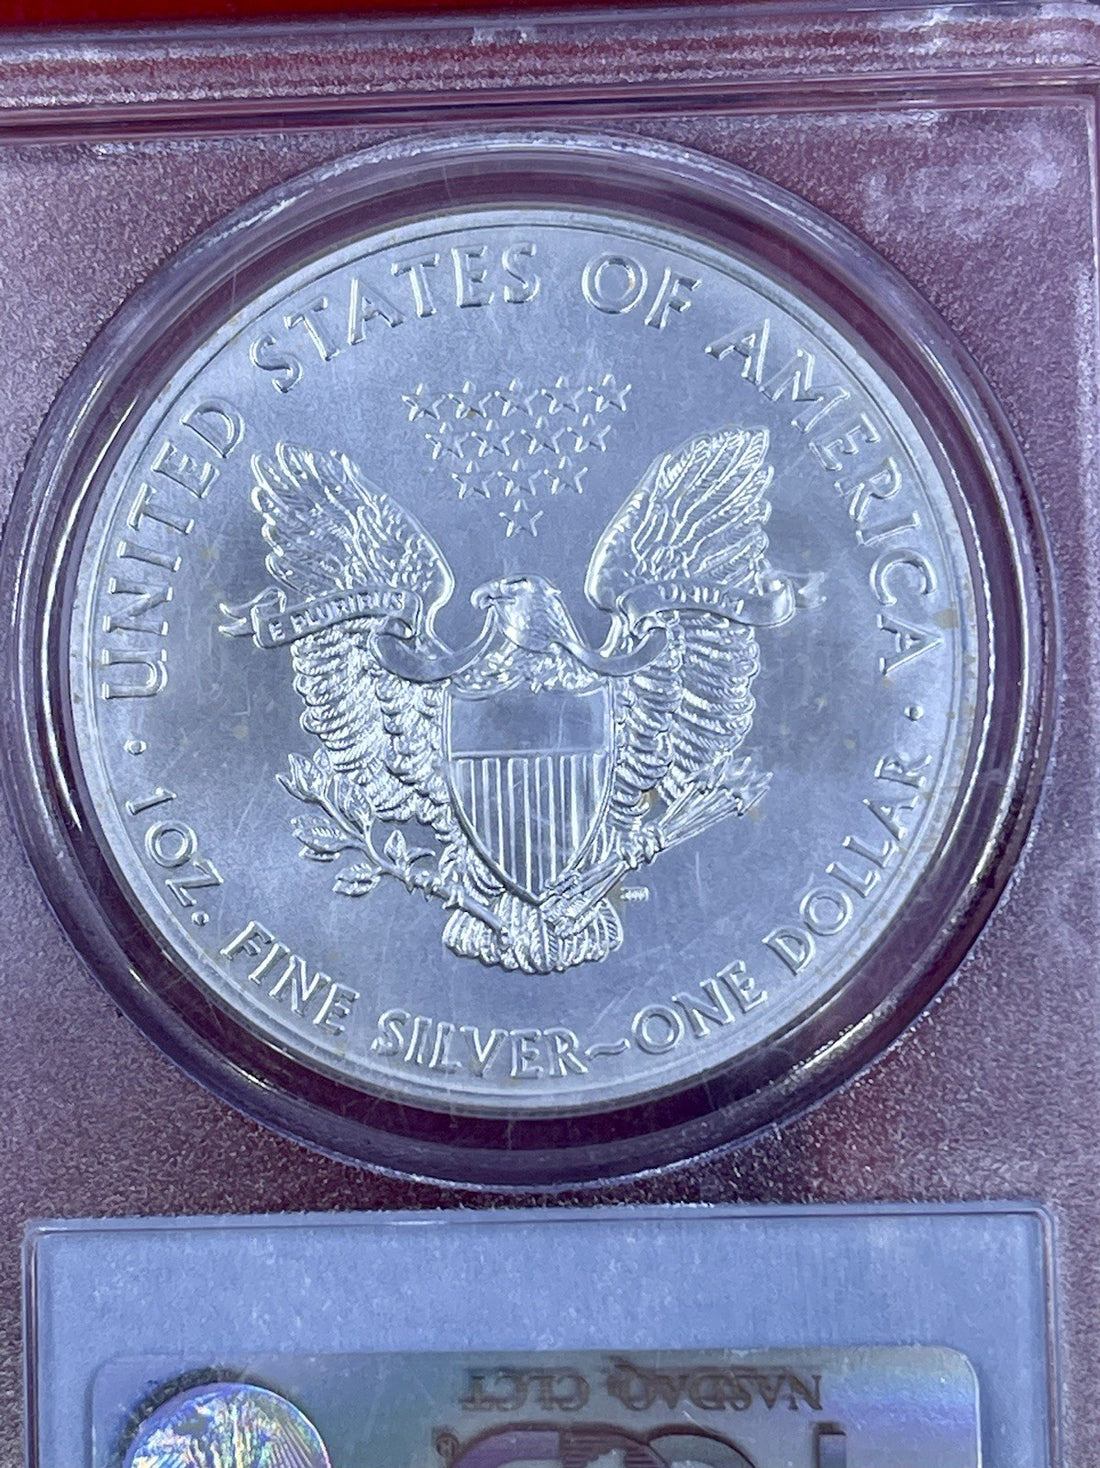 UNITED STATES OF AMERICA
E PLURIBUS
UNUM
1 OZ. FINE SILVER~ONE DOLLAR
NASDAQ: CLCT